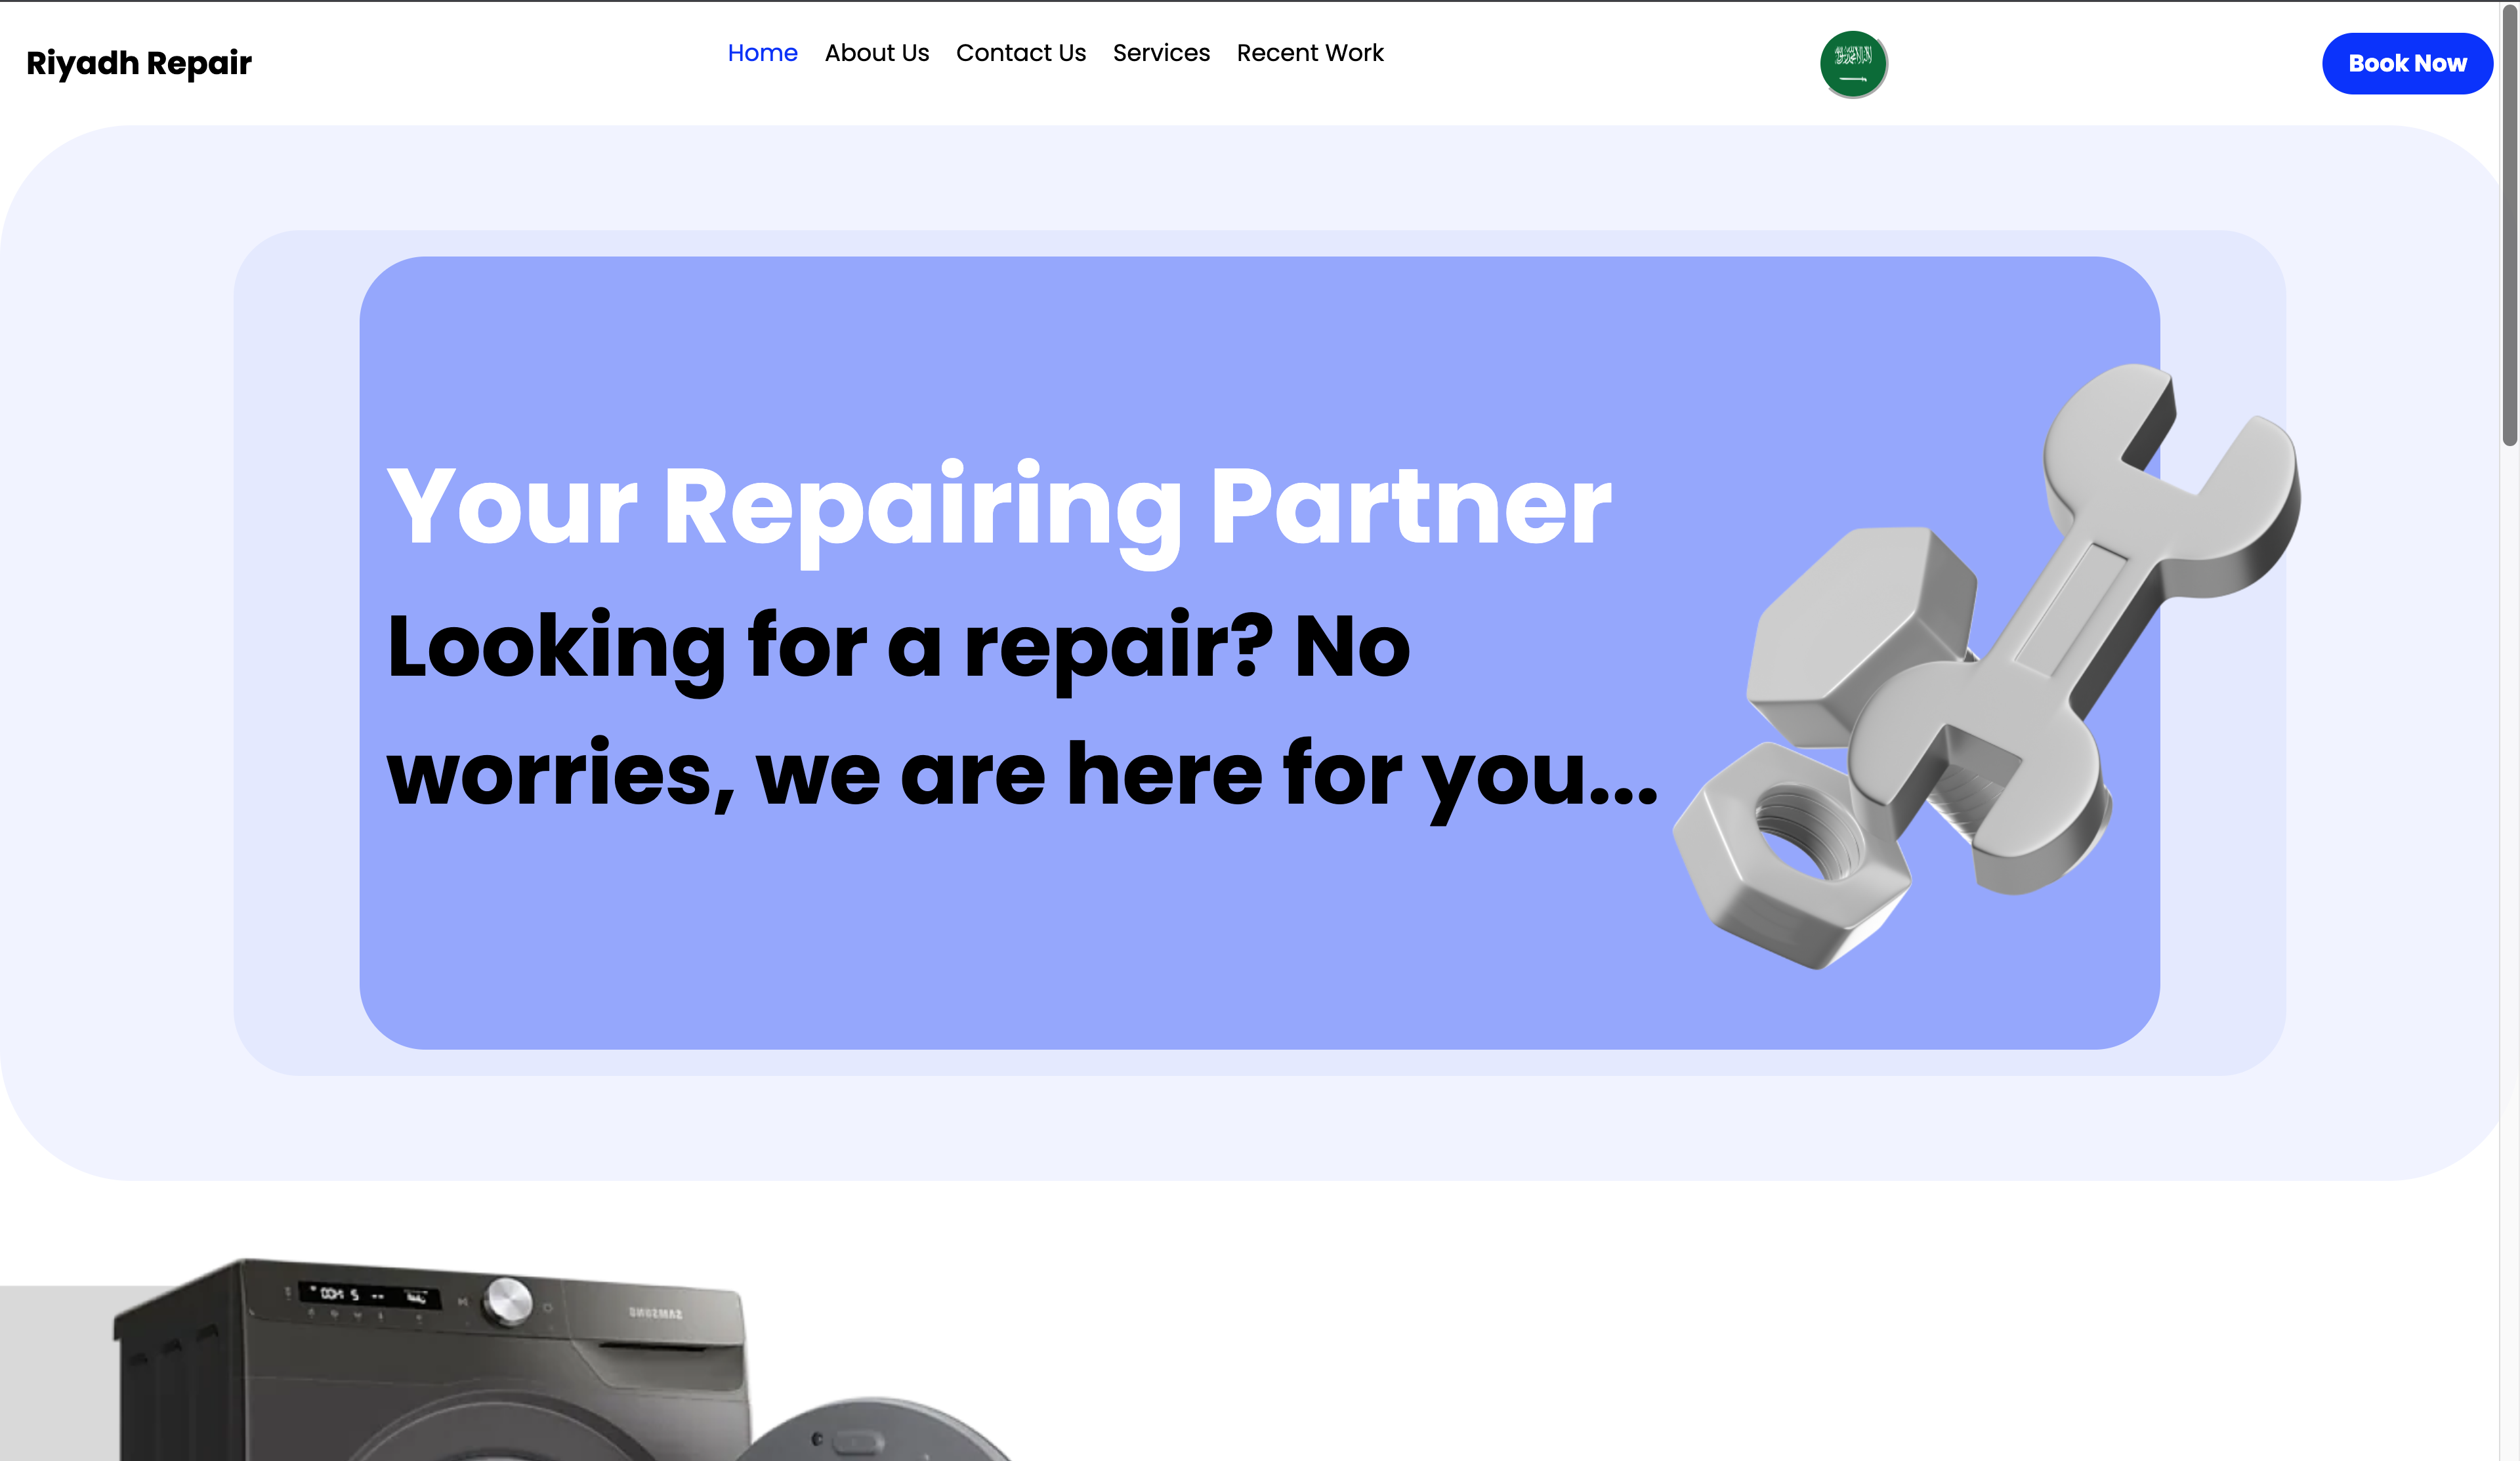 Riyadh Repair
Home About Us Contact Us Services Recent Work
Book Now
Your Repairing Partner
Looking for a repair? No
worries, we are here for you...
SAMSUNG